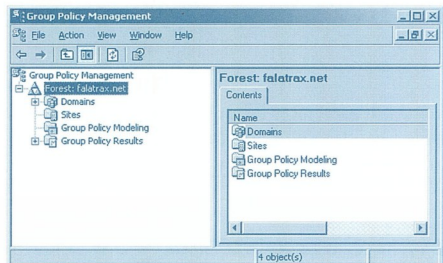 Group Policy Management
File Action View Window Help
Group Policy Management
Forest: falatrax.net
Domains
Sites
Group Policy Modeling
Group Policy Results
Forest: falatrax.net
Contents
Name
Domains
Sites
Group Policy Modeling
Group Policy Results
4 object(s)